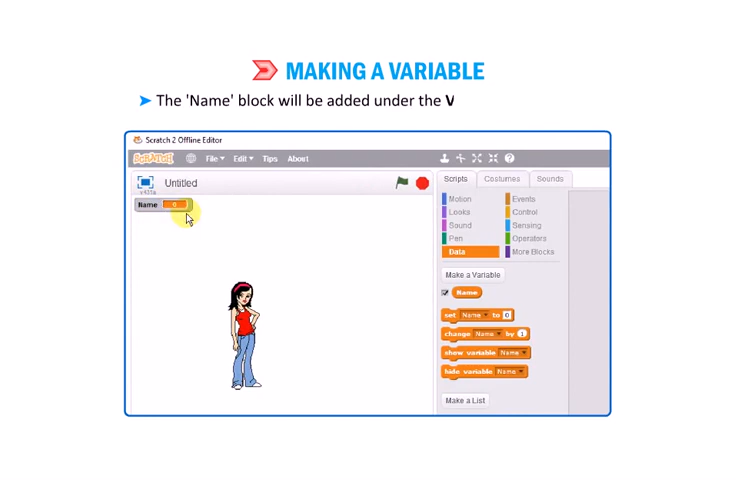 MAKING A VARIABLE
The 'Name' block will be added under the V
Scratch 2 Offline Editor
SCRATCH File Edit Tips About
v431a
Untitled
Name 0
Scripts Costumes Sounds
Motion Events
Looks Control
Sound Sensing
Pen Operators
Data More Blocks
Make a Variable
Name
set Name to 0
change Name by 1
show variable Name
hide variable Name
Make a List